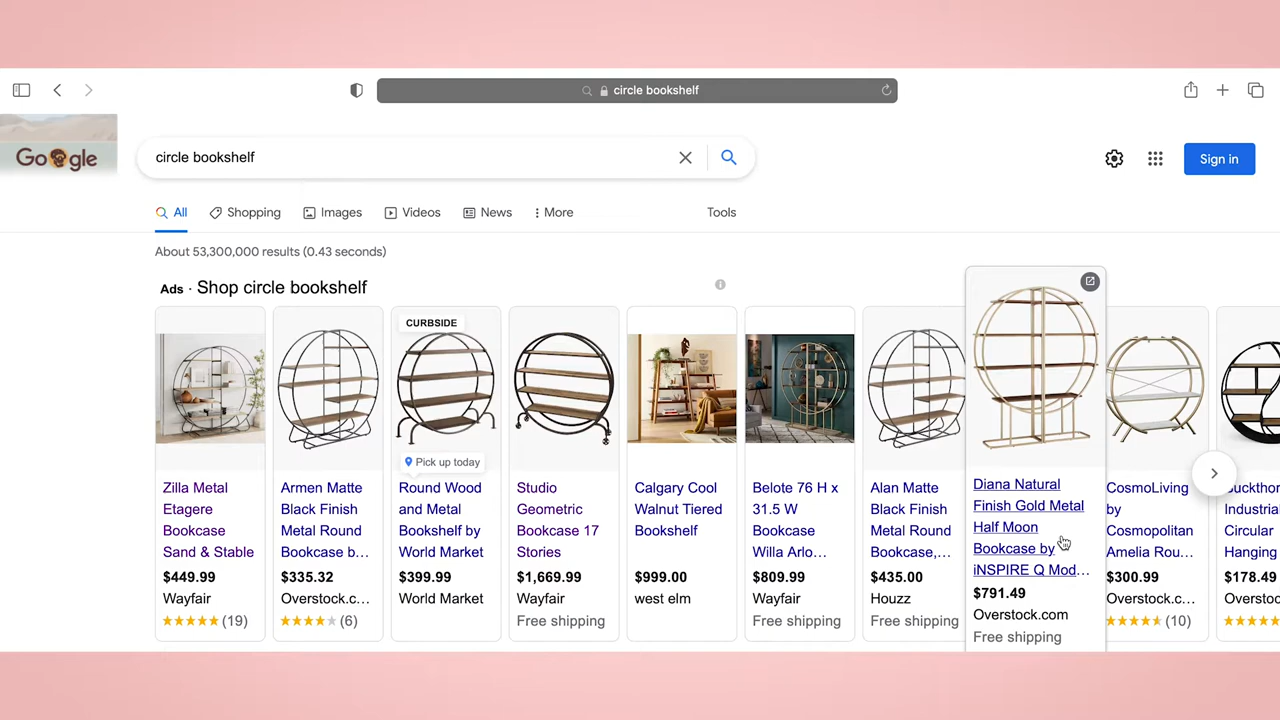 circle bookshelf
Google
circle bookshelf
Sign in
All
Shopping
Images
Videos
News
More
Tools
About 53,300,000 results (0.43 seconds)
Ads · Shop circle bookshelf
Zilla Metal
Etagere
Bookcase
Sand & Stable
$449.99
Wayfair
(19)
Armen Matte
Black Finish
Metal Round
Bookcase b...
$335.32
Overstock.c...
(6)
CURBSIDE
Pick up today
Round Wood
and Metal
Bookshelf by
World Market
$399.99
World Market
Studio
Geometric
Bookcase 17
Stories
$1,669.99
Wayfair
Free shipping
Calgary Cool
Walnut Tiered
Bookshelf
$999.00
west elm
Belote 76 H x
31.5 W
Bookcase
Willa Arlo...
$809.99
Wayfair
Free shipping
Alan Matte
Black Finish
Metal Round
Bookcase,...
$435.00
Houzz
Free shipping
Diana Natural
Finish Gold Metal
Half Moon
Bookcase by
iNSPIRE Q Mod...
$791.49
Overstock.com
Free shipping
CosmoLiving
by
Cosmopolitan
Amelia Rou...
$300.99
Overstock.c...
(10)
Industria
Circular
Hanging
$178.49
Oversto